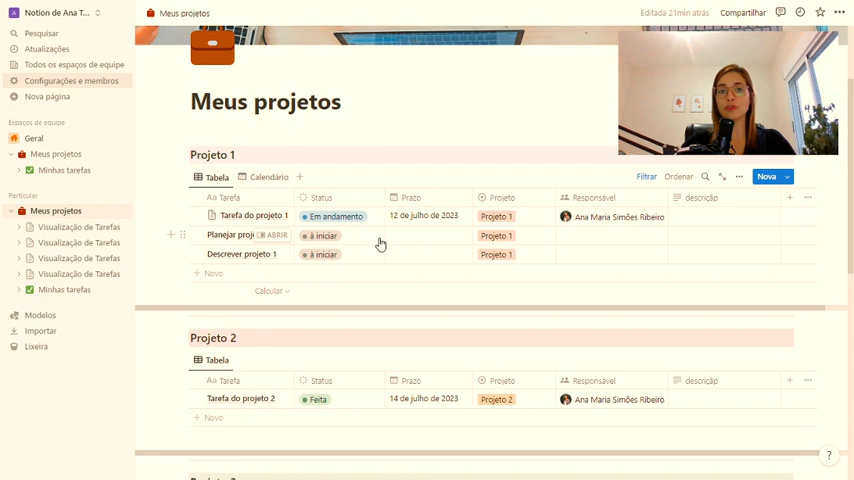 A Notion de Ana T...
Meus projetos
Editada 21min atrás
Compartilhar
Pesquisar
Atualizações
Todos os espaços de equipe
Configurações e membros
Nova página
Espaços de equipe
Geral
Meus projetos
Minhas tarefas
Particular
Meus projetos
Visualização de Tarefas
Visualização de Tarefas
Visualização de Tarefas
Visualização de Tarefas
Minhas tarefas
Modelos
Importar
Lixeira
Meus projetos
Projeto 1
Tabela Calendário +
Filtrar Ordenar Nova
Aa Tarefa Status Prazo Projeto Responsável descriçãp
Tarefa do projeto 1 Em andamento 12 de julho de 2023 Projeto 1 Ana Maria Simões Ribeiro
Planejar proj ABRIR à iniciar Projeto 1
Descrever projeto 1 à iniciar Projeto 1
+ Novo
Calcular
Projeto 2
Tabela
Aa Tarefa Status Prazo Projeto Responsável descriçãp
Tarefa do projeto 2 Feita 14 de julho de 2023 Projeto 2 Ana Maria Simões Ribeiro
+ Novo
?